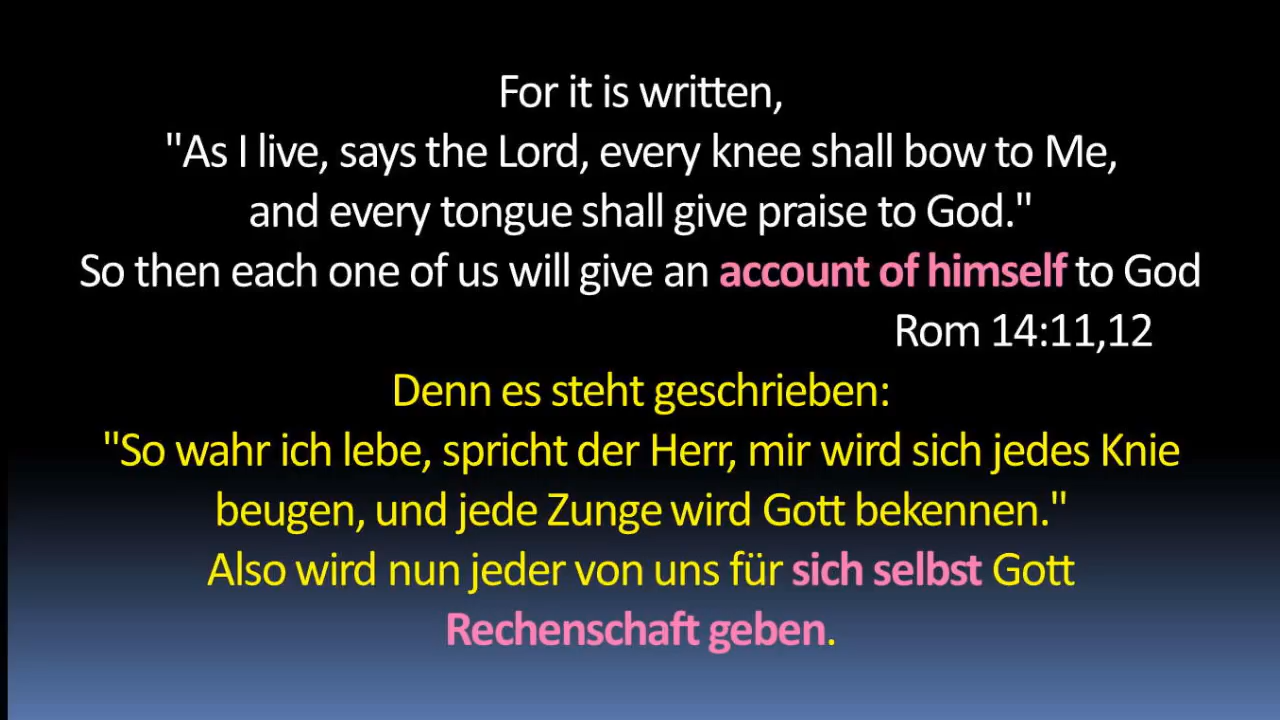 For it is written,
"As I live, says the Lord, every knee shall bow to Me,
and every tongue shall give praise to God."
So then each one of us will give an account of himself to God
Rom 14:11,12
Denn es steht geschrieben:
"So wahr ich lebe, spricht der Herr, mir wird sich jedes Knie
beugen, und jede Zunge wird Gott bekennen."
Also wird nun jeder von uns für sich selbst Gott
Rechenschaft geben.